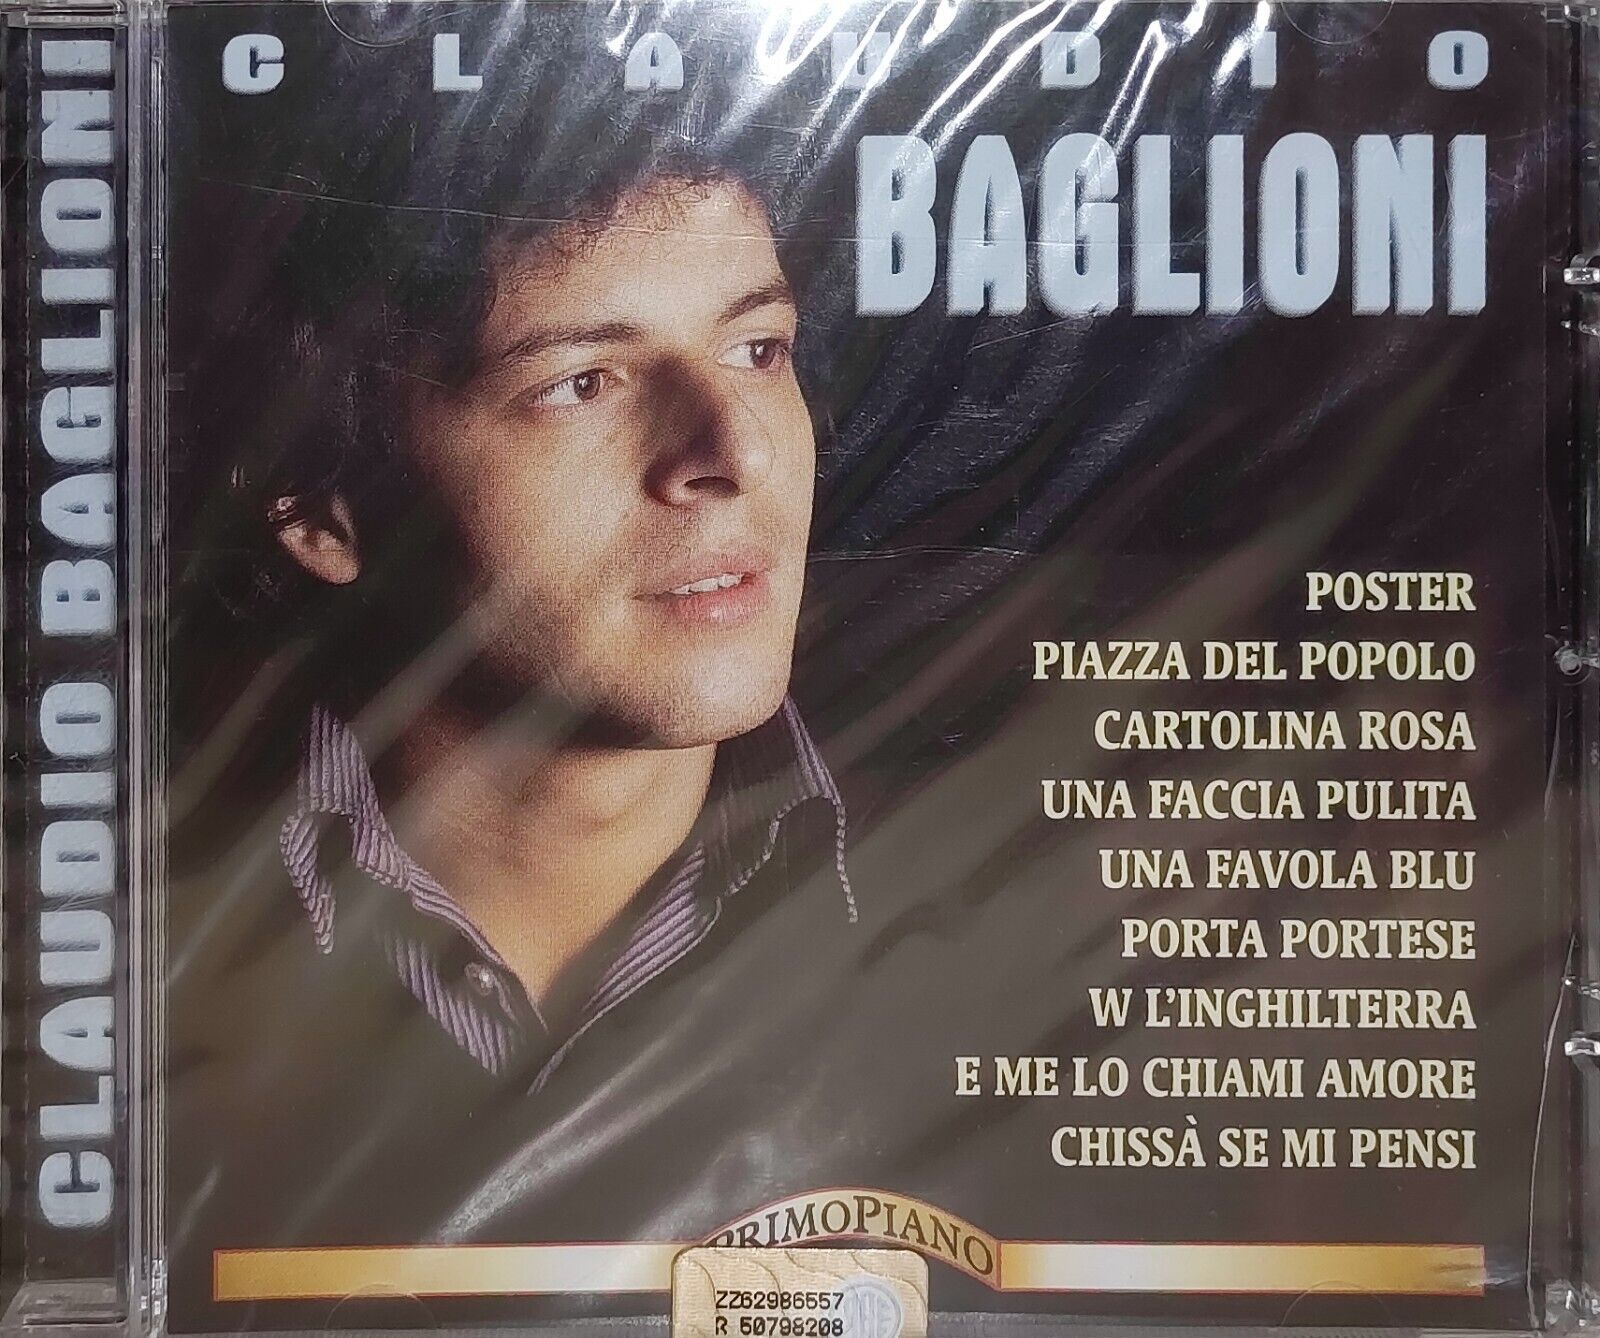 CLAUDIO BAGLIONI
CLAUDIO
BAGLIONI
POSTER
PIAZZA DEL POPOLO
CARTOLINA ROSA
UNA FACCIA PULITA
UNA FAVOLA BLU
PORTA PORTESE
W L'INGHILTERRA
E ME LO CHIAMI AMORE
CHISSÀ SE MI PENSI
PRIMOPIANO
ZZ62986557
R 50798208